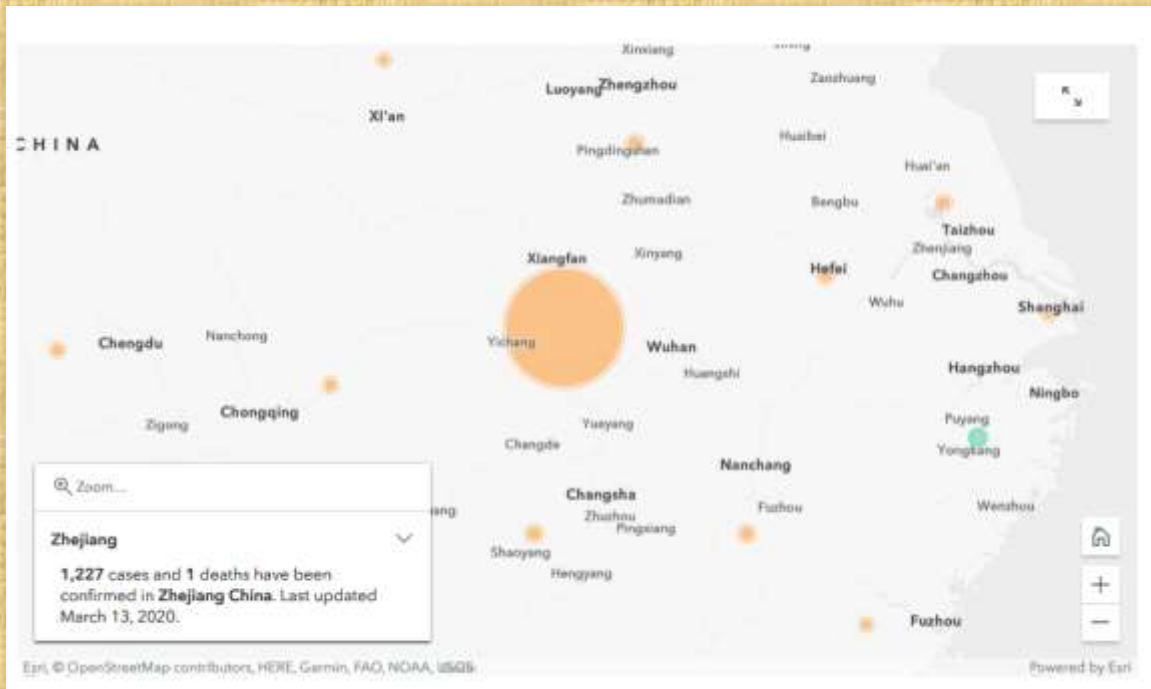 Xinxiang
Luoyang
Zhengzhou
Zaozhuang
XI'an
CHINA
Huaibei
Pingdingshan
Huai'an
Zhumadian
Bengbu
Taizhou
Zhenjiang
Xiangfan
Xinyang
Hefei
Changzhou
Wuhu
Shanghai
Nanchong
Chengdu
Yichang
Wuhan
Hangzhou
Huangshi
Ningbo
Chongqing
Zigong
Yueyang
Puyang
Changde
Yongkang
Nanchang
Zoom...
Changsha
Fuzhou
Wenzhou
ang
Zhuzhou
Pingxiang
Zhejiang
Shaoyang
Hengyang
1,227 cases and 1 deaths have been
confirmed in Zhejiang China. Last updated
March 13, 2020.
Fuzhou
Esri, © OpenStreetMap contributors, HERE, Garmin, FAO, NOAA, USGS
Powered by Esri